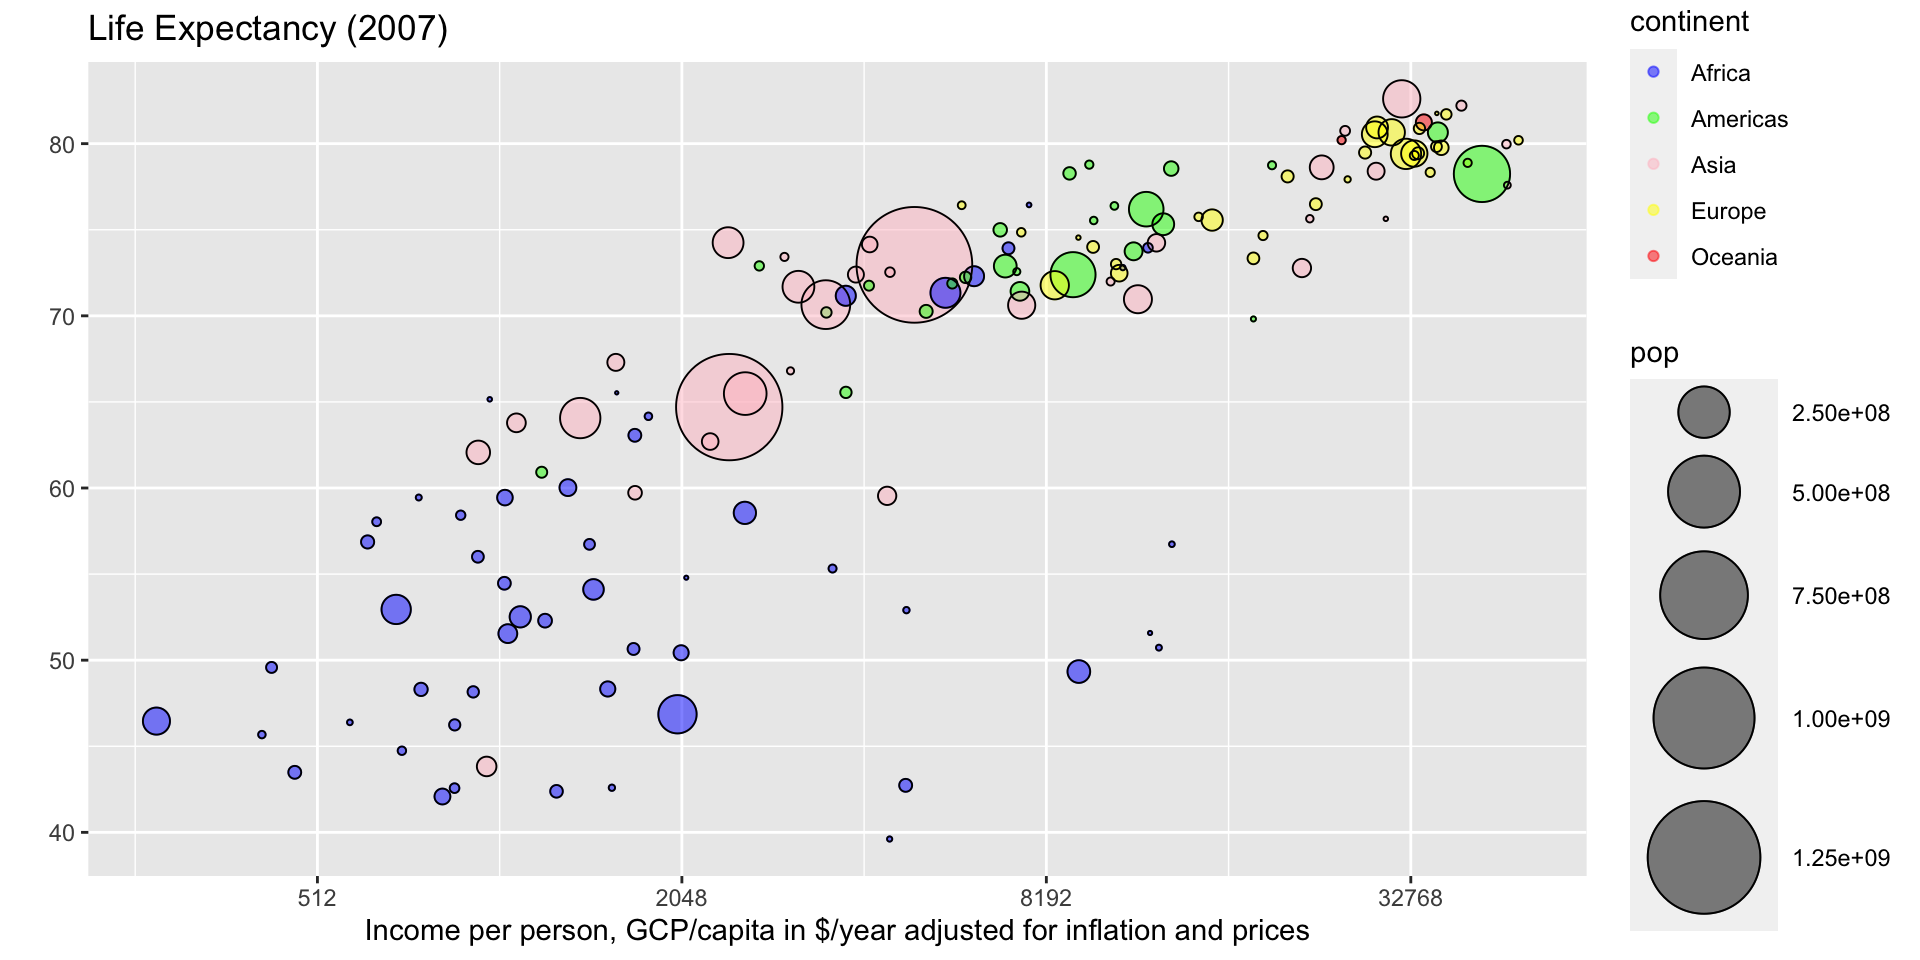 Life Expectancy (2007)
80
70
60
50
40
512
2048
8192
32768
Income per person, GCP/capita in $/year adjusted for inflation and prices
continent
Africa
Americas
Asia
Europe
Oceania
pop
2.50e+08
5.00e+08
7.50e+08
1.00e+09
1.25e+09